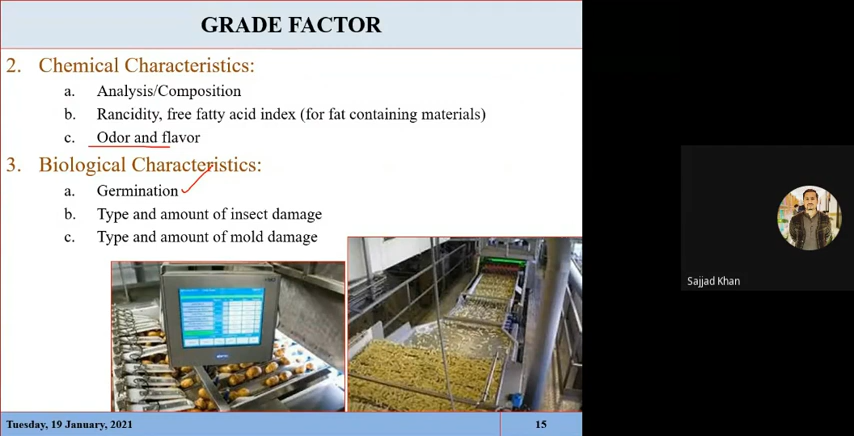 GRADE FACTOR
2. Chemical Characteristics:
a. Analysis/Composition
b. Rancidity, free fatty acid index (for fat containing materials)
c. Odor and flavor
3. Biological Characteristics:
a. Germination
b. Type and amount of insect damage
c. Type and amount of mold damage
Sajjad Khan
Tuesday, 19 January, 2021
15